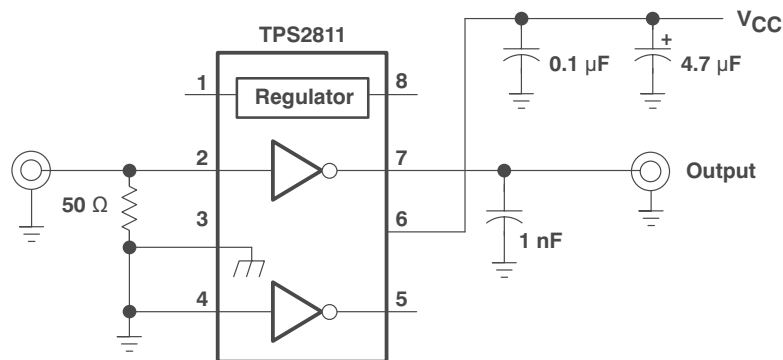 TPS2811
V_CC
0.1 µF
+
4.7 µF
1
Regulator
8
2
7
Output
50 Ω
3
6
1 nF
4
5